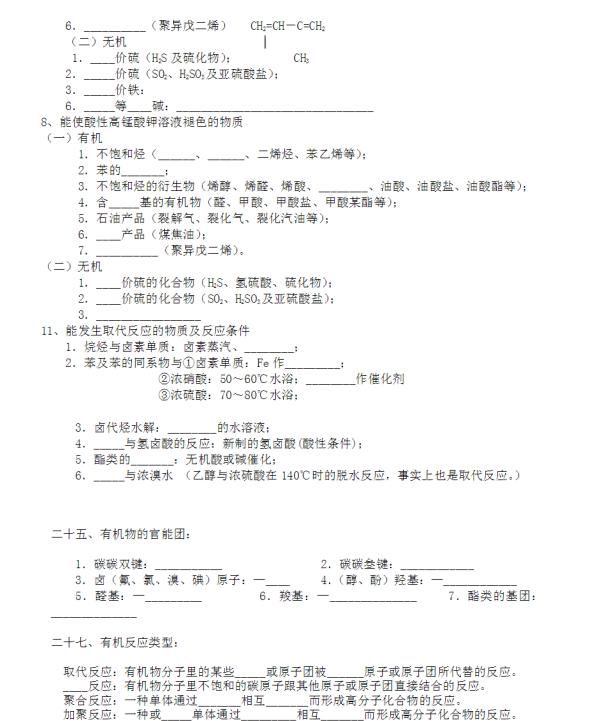 6．__________（聚异戊二烯）   CH₂=CH－C=CH₂
（二）无机                  |
1．____价硫（H₂S 及硫化物）；          CH₃
2．_____价硫（SO₂、H₂SO₃及亚硫酸盐）；
3．_____价铁：
6．_____等____碱：________________________________
8、能使酸性高锰酸钾溶液褪色的物质
（一）有机
1．不饱和烃（______、______、二烯烃、苯乙烯等）；
2．苯的_______；
3．不饱和烃的衍生物（烯醇、烯醛、烯酸、________、油酸、油酸盐、油酸酯等）；
4．含_____基的有机物（醛、甲酸、甲酸盐、甲酸某酯等）；
5．石油产品（裂解气、裂化气、裂化汽油等）；
6．____产品（煤焦油）；
7．__________（聚异戊二烯）。
（二）无机
1．____价硫的化合物（H₂S、氢硫酸、硫化物）；
2．____价硫的化合物（SO₂、H₂SO₃及亚硫酸盐）；
3．_________________
11、能发生取代反应的物质及反应条件
1．烷烃与卤素单质：卤素蒸汽、________；
2．苯及苯的同系物与①卤素单质：Fe 作_________；
②浓硝酸：50～60℃水浴；________作催化剂
③浓硫酸：70～80℃水浴；
3．卤代烃水解：________的水溶液；
4．_____与氢卤酸的反应：新制的氢卤酸(酸性条件)；
5．酯类的_______：无机酸或碱催化；
6．_____与浓溴水 （乙醇与浓硫酸在 140℃时的脱水反应，事实上也是取代反应。）
二十五、有机物的官能团：
1．碳碳双键：___________                2．碳碳叁键：____________
3．卤（氟、氯、溴、碘）原子：—____     4．（醇、酚）羟基：—____________
5．醛基：—_________         6．羧基：—______________     7．酯类的基团：
______________
二十七、有机反应类型：
取代反应：有机物分子里的某些_____或原子团被______原子或原子团所代替的反应。
____反应：有机物分子里不饱和的碳原子跟其他原子或原子团直接结合的反应。
聚合反应：一种单体通过_______相互_______而形成高分子化合物的反应。
加聚反应：一种或_____单体通过_________相互_______而形成高分子化合物的反应。